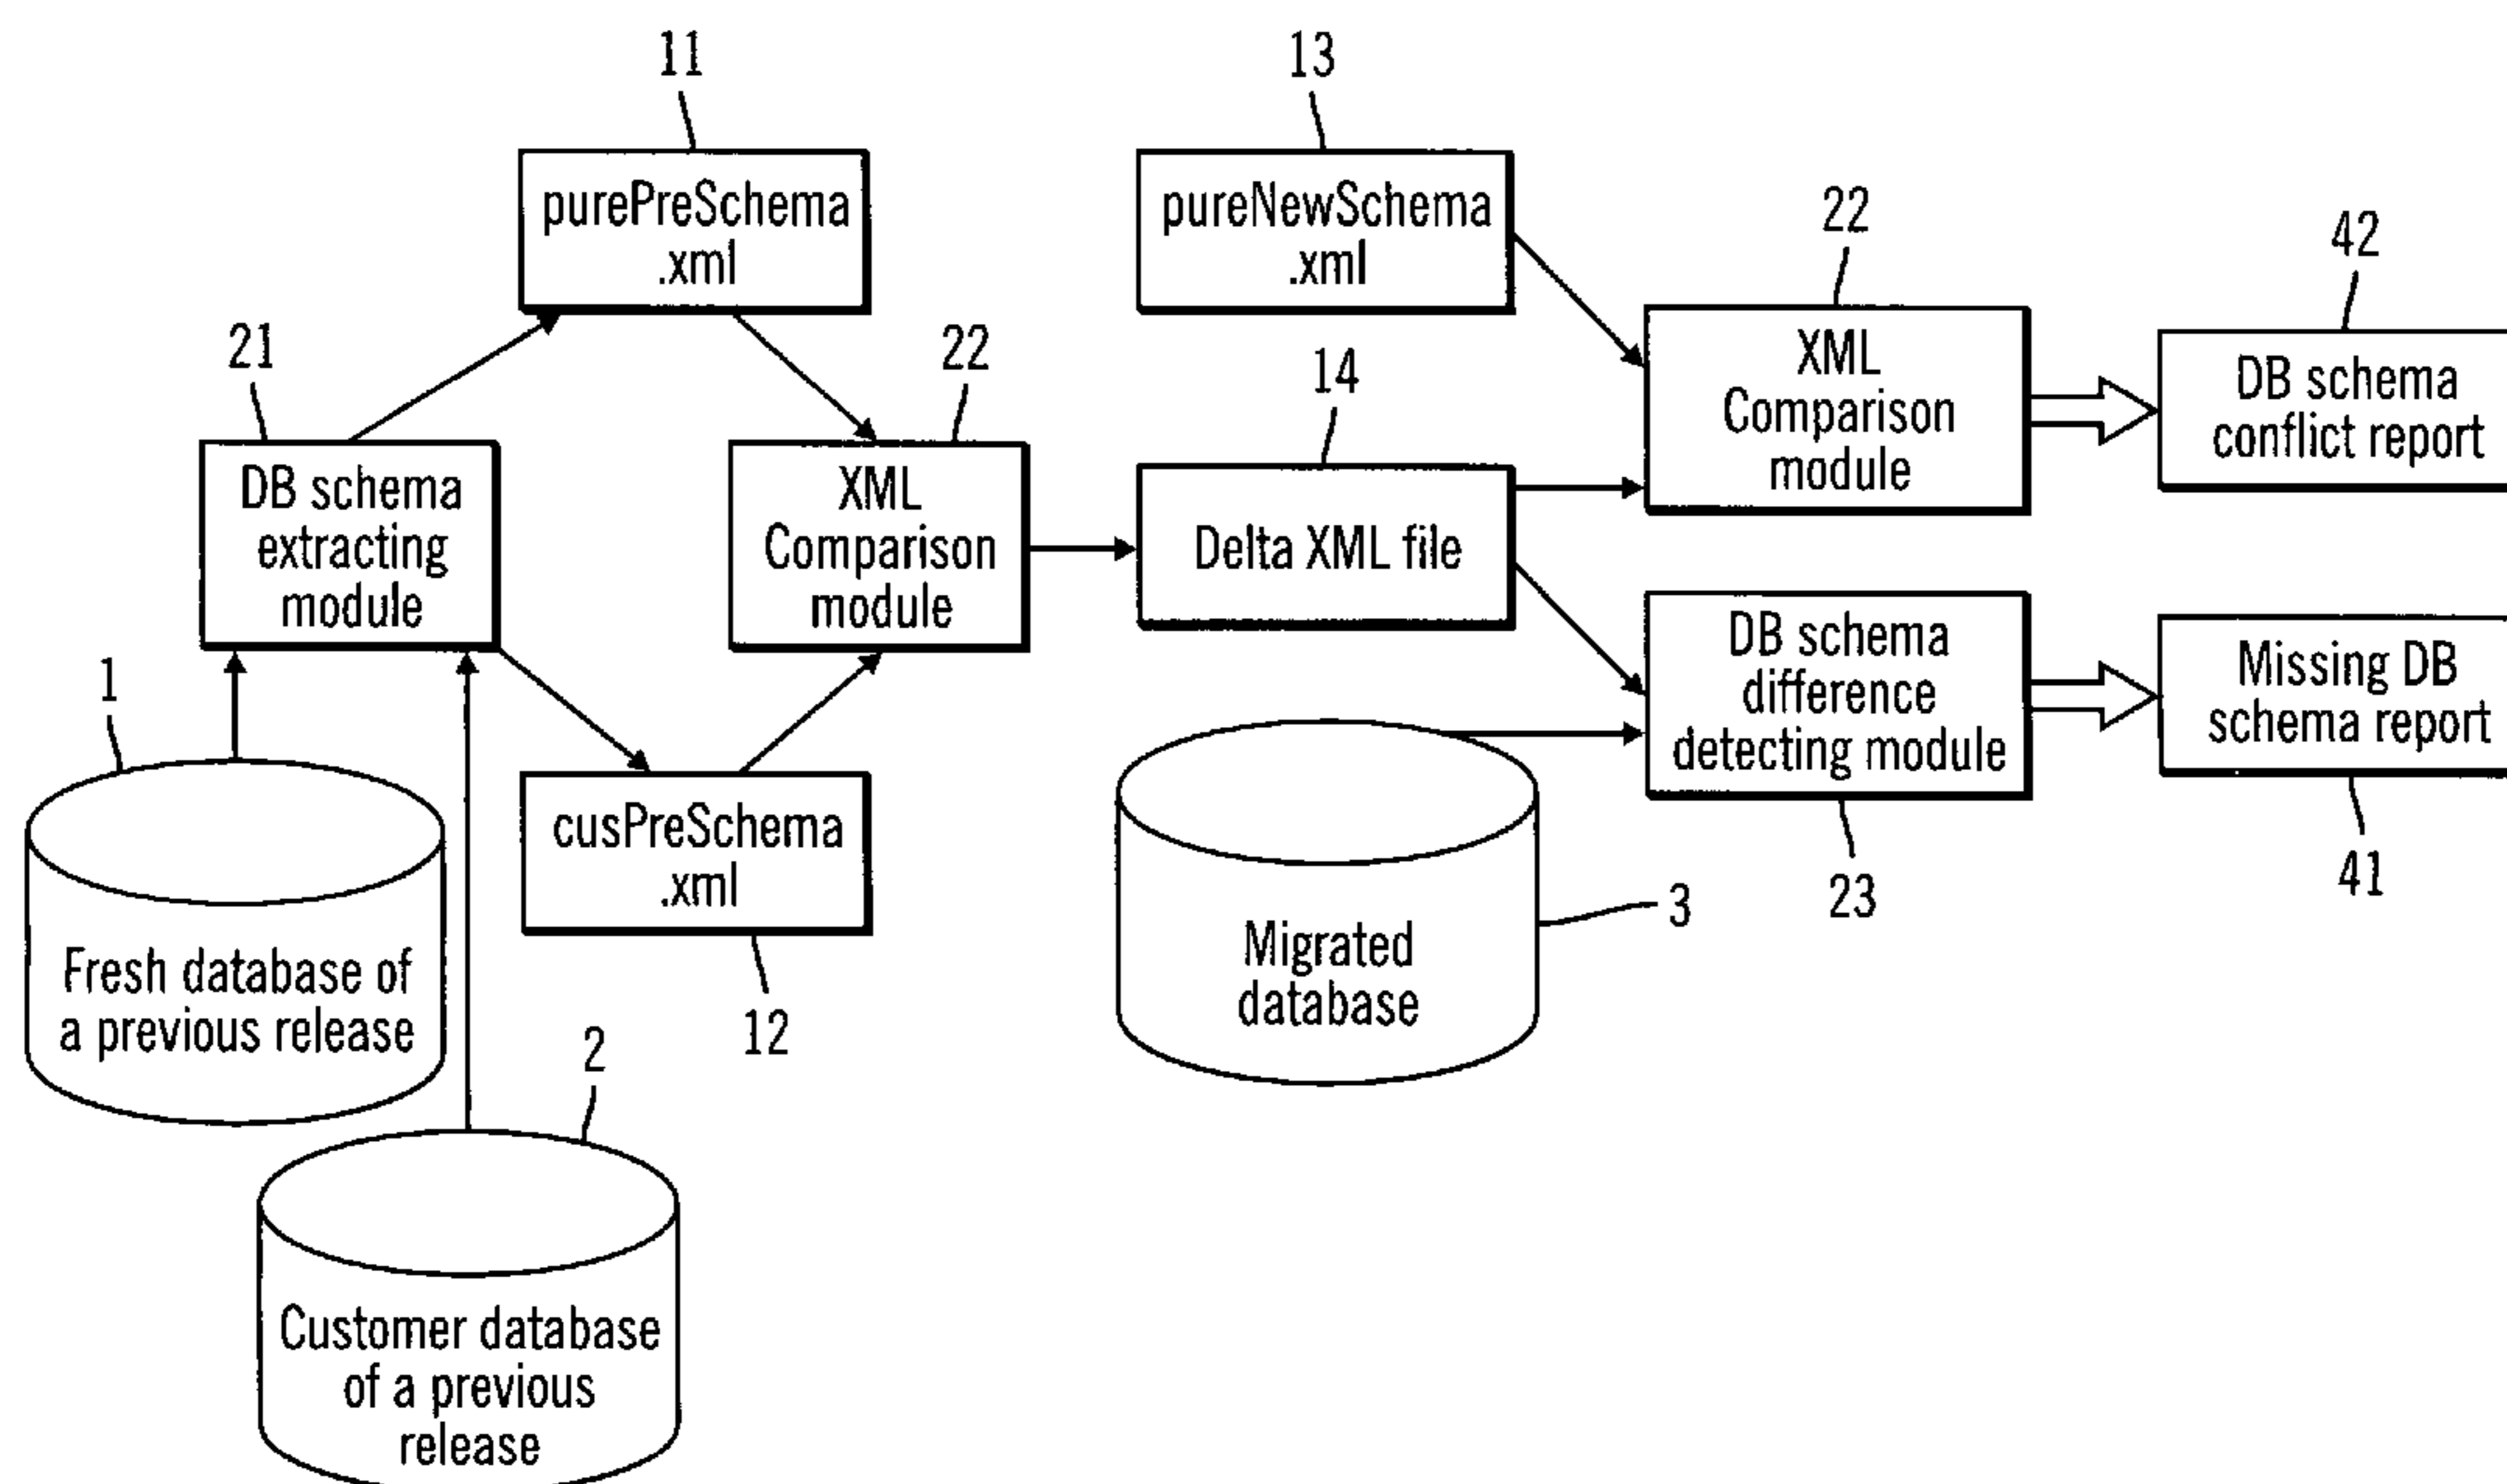 11
purePreSchema
.xml
13
pureNewSchema
.xml
22
XML
Comparison
module
42
DB schema
conflict report
21
DB schema
extracting
module
22
XML
Comparison
module
14
Delta XML file
DB schema
difference
detecting module
23
Missing DB
schema report
41
1
Fresh database of
a previous release
cusPreSchema
.xml
12
Migrated
database
3
2
Customer database
of a previous
release